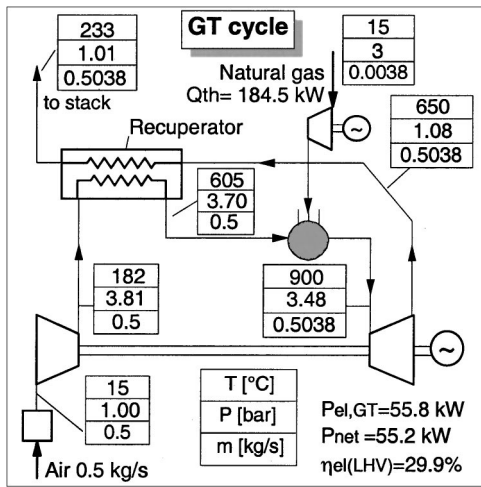 GT cycle
233
1.01
0.5038
to stack
15
3
0.0038
Natural gas
Qth= 184.5 kW
~
650
1.08
0.5038
Recuperator
605
3.70
0.5
182
3.81
0.5
900
3.48
0.5038
~
15
1.00
0.5
T [°C]
P [bar]
m [kg/s]
Pel,GT=55.8 kW
Pnet =55.2 kW
ηel(LHV)=29.9%
Air 0.5 kg/s